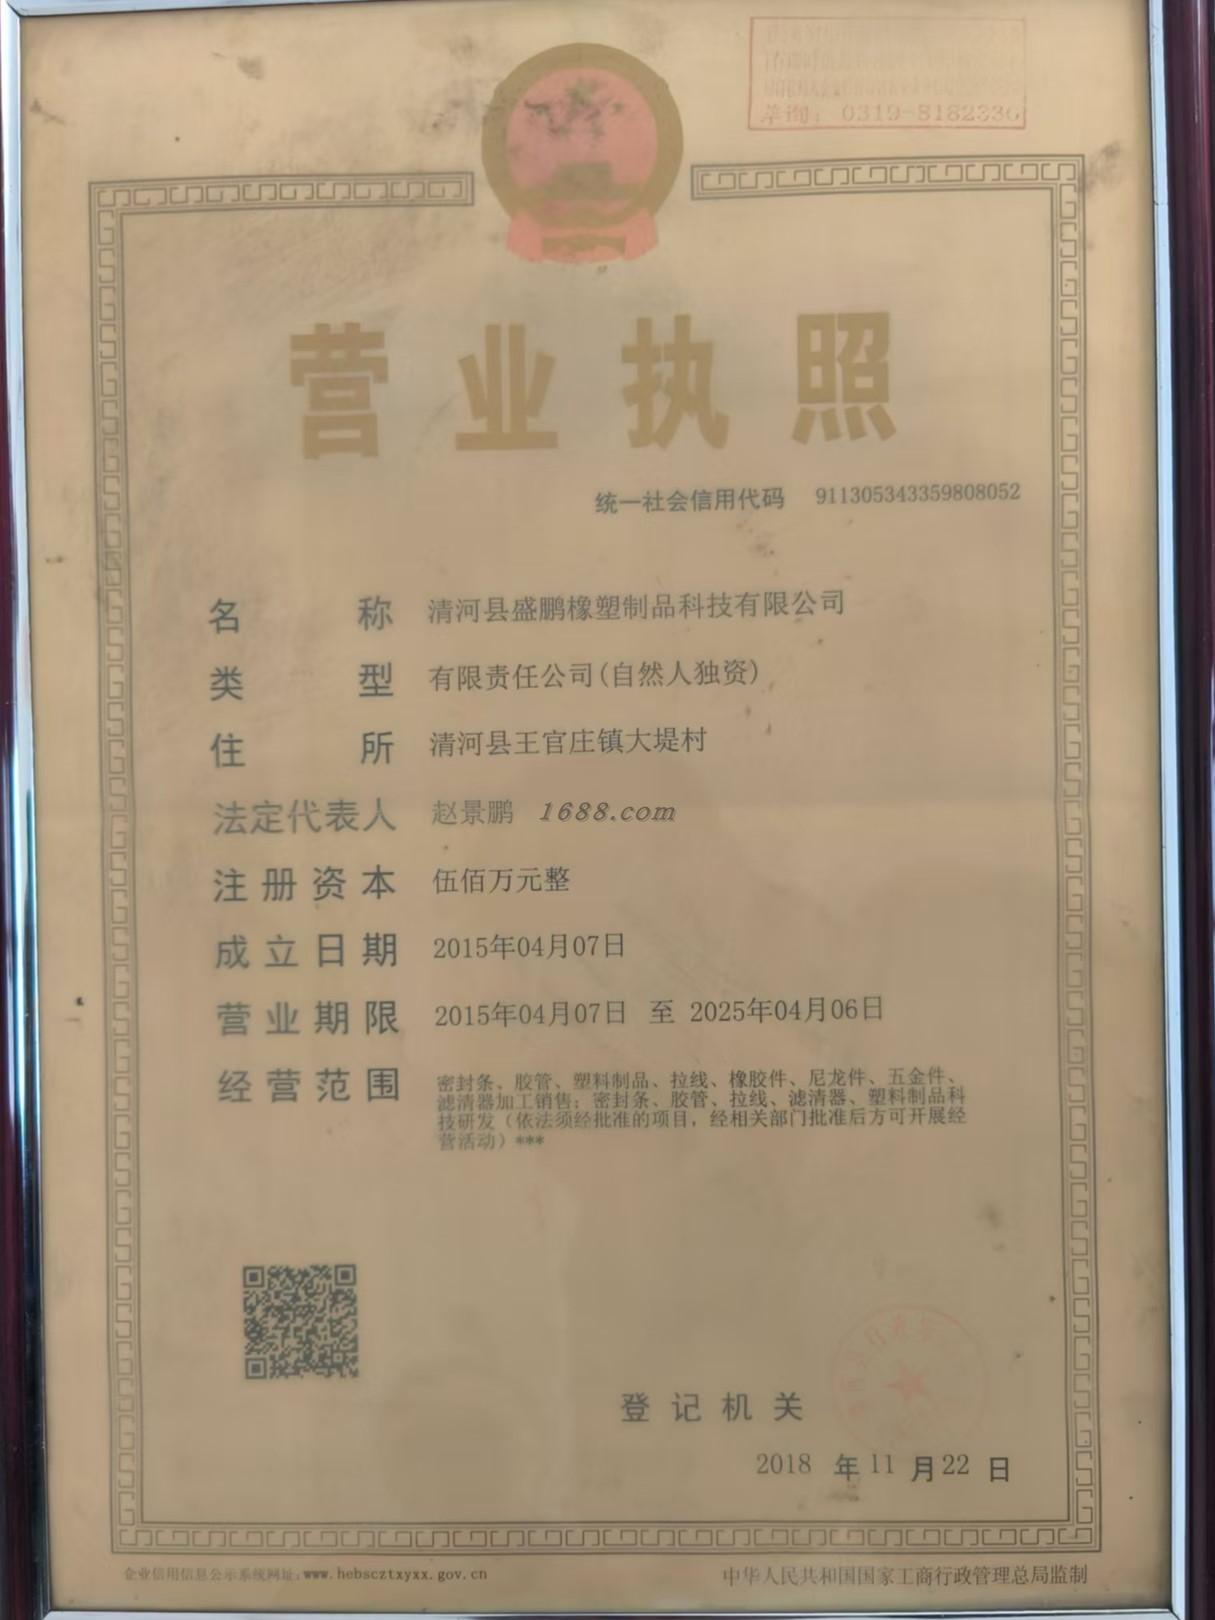 咨询：0319-8182336
营业执照
统一社会信用代码 911305343359808052
名称 清河县盛鹏橡塑制品科技有限公司
类型 有限责任公司(自然人独资)
住所 清河县王官庄镇大堤村
法定代表人 赵景鹏 1688.com
注册资本 伍佰万元整
成立日期 2015年04月07日
营业期限 2015年04月07日 至 2025年04月06日
经营范围 密封条、胶管、塑料制品、拉线、橡胶件、尼龙件、五金件、
滤清器加工销售；密封条、胶管、拉线、滤清器、塑料制品科
技研发（依法须经批准的项目，经相关部门批准后方可开展经
营活动）***
登记机关
2018 年 11 月 22 日
企业信用信息公示系统网址：www.hebscztxyxx.gov.cn
中华人民共和国国家工商行政管理总局监制